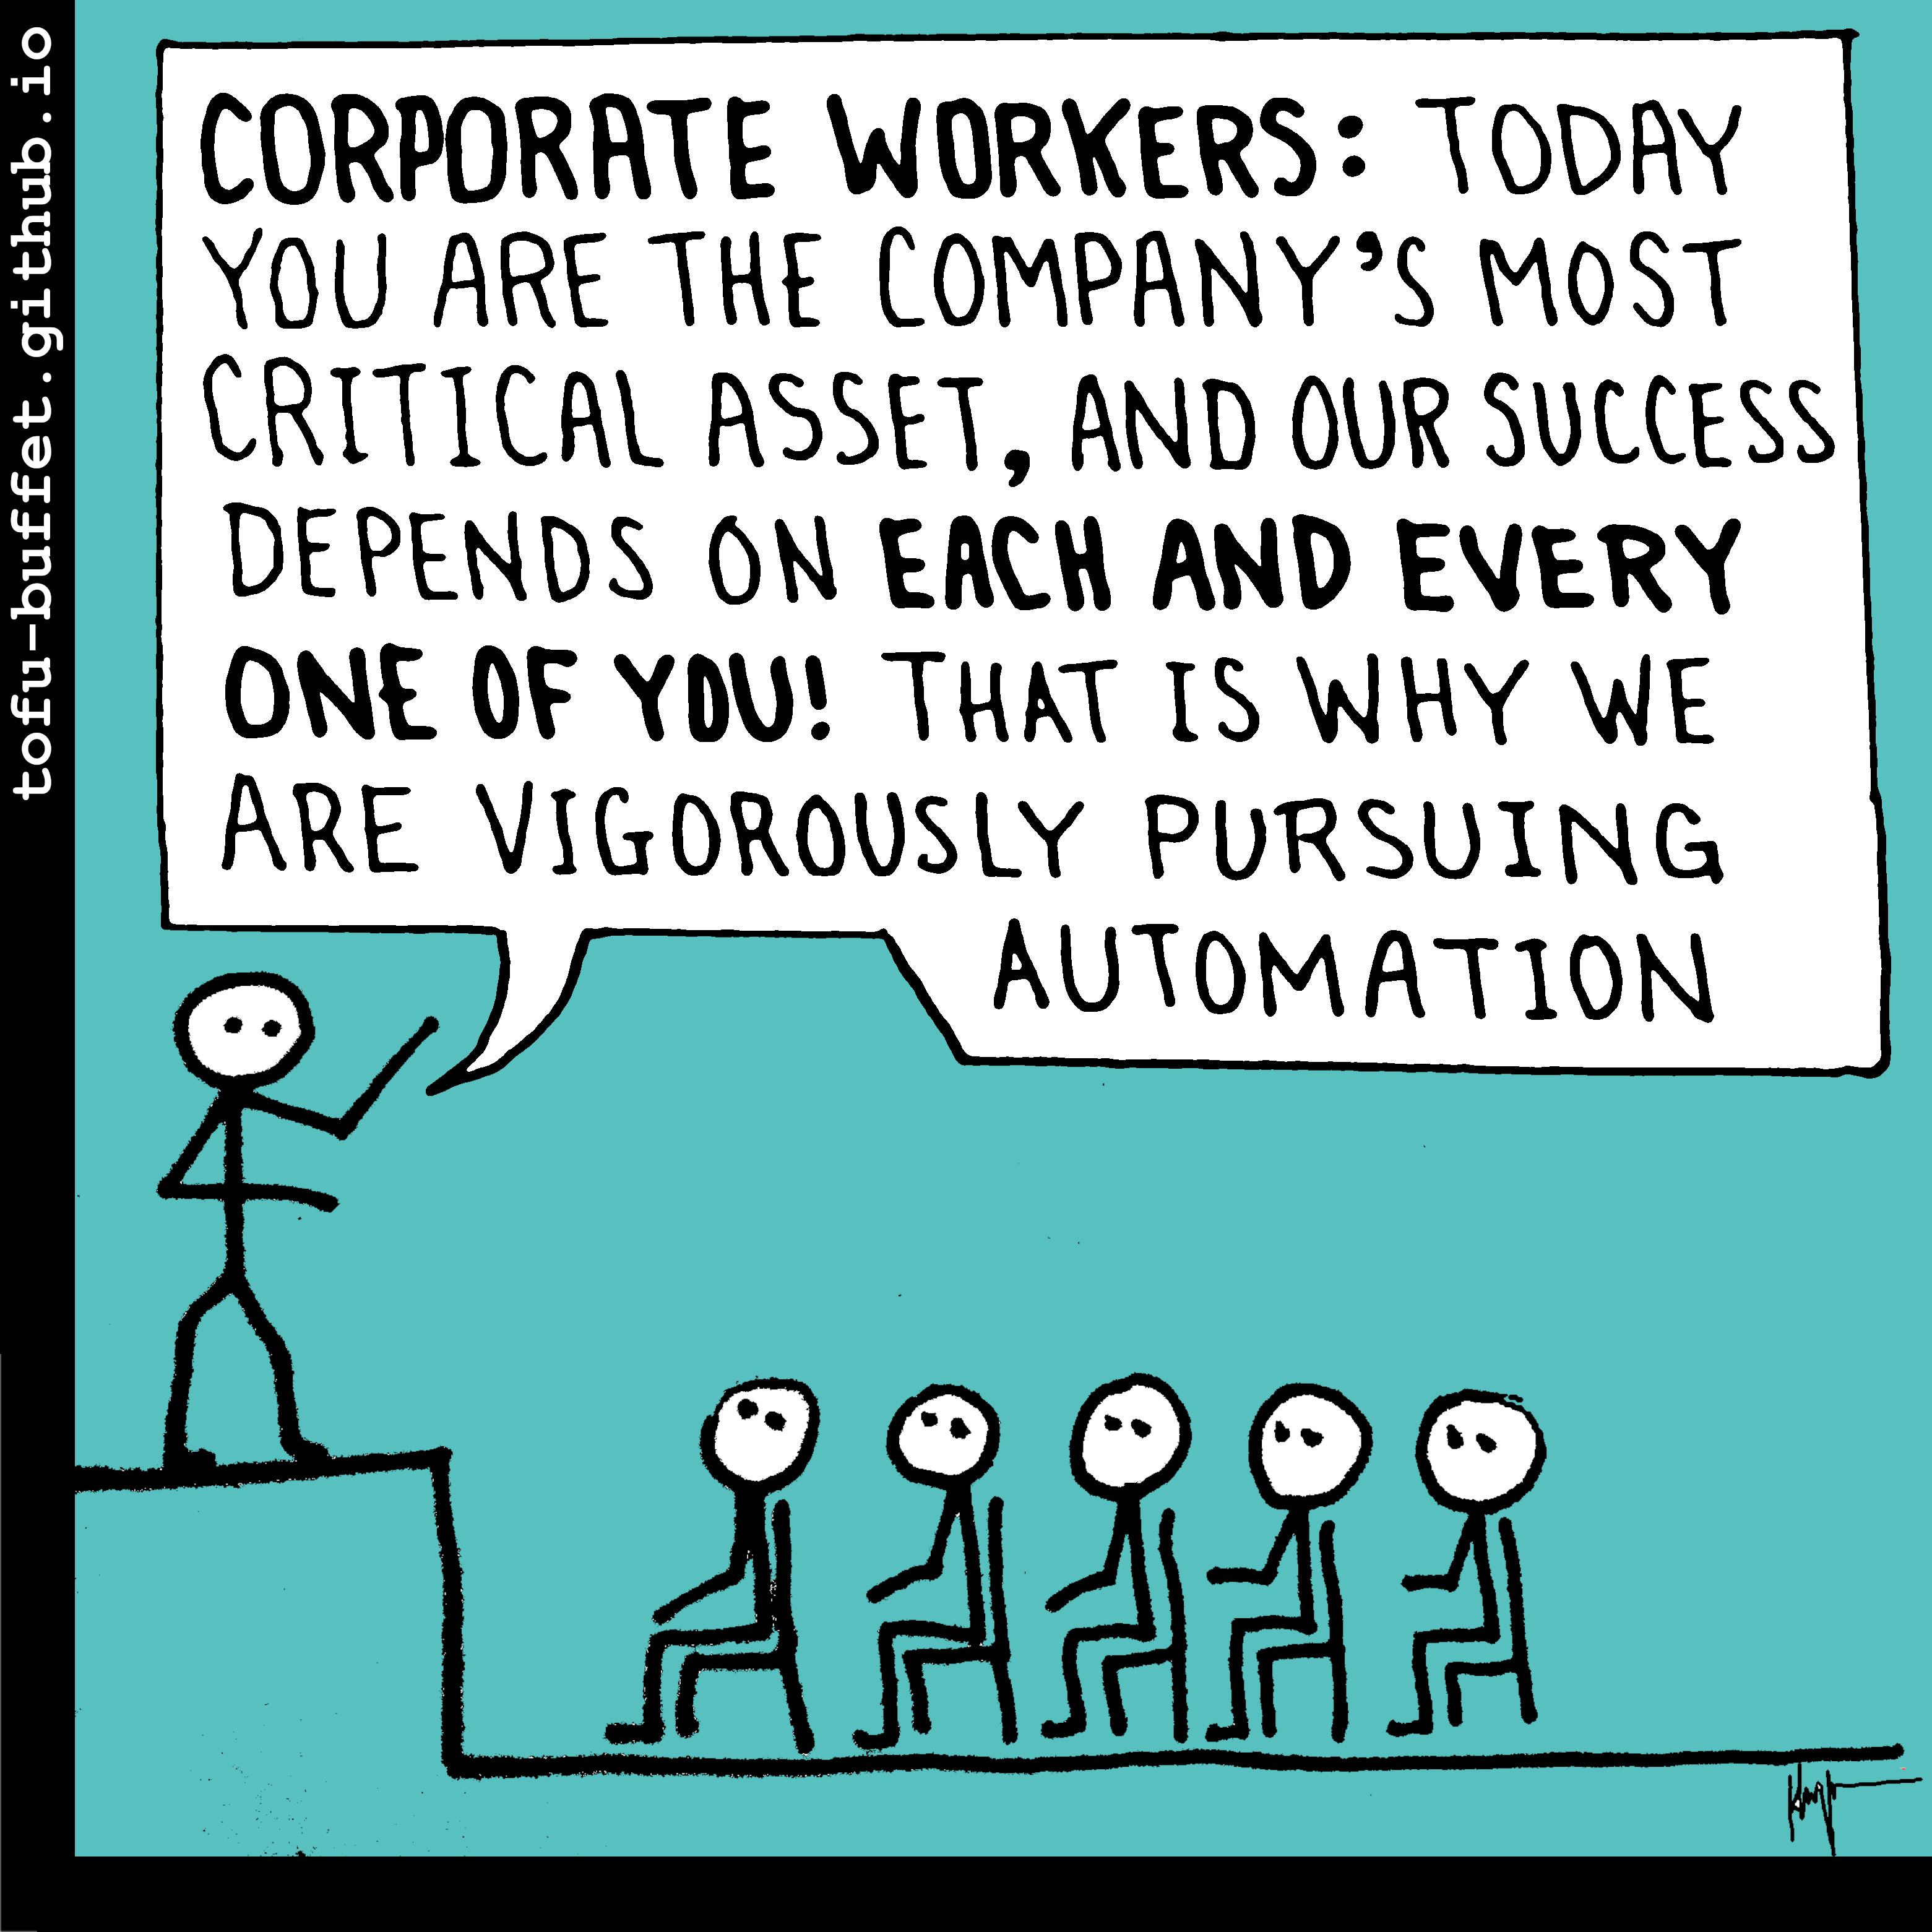 tofu-buffet.github.io
CORPORATE WORKERS: TODAY
YOU ARE THE COMPANY'S MOST
CRITICAL ASSET, AND OUR SUCCESS
DEPENDS ON EACH AND EVERY
ONE OF YOU! THAT IS WHY WE
ARE VIGOROUSLY PURSUING
AUTOMATION